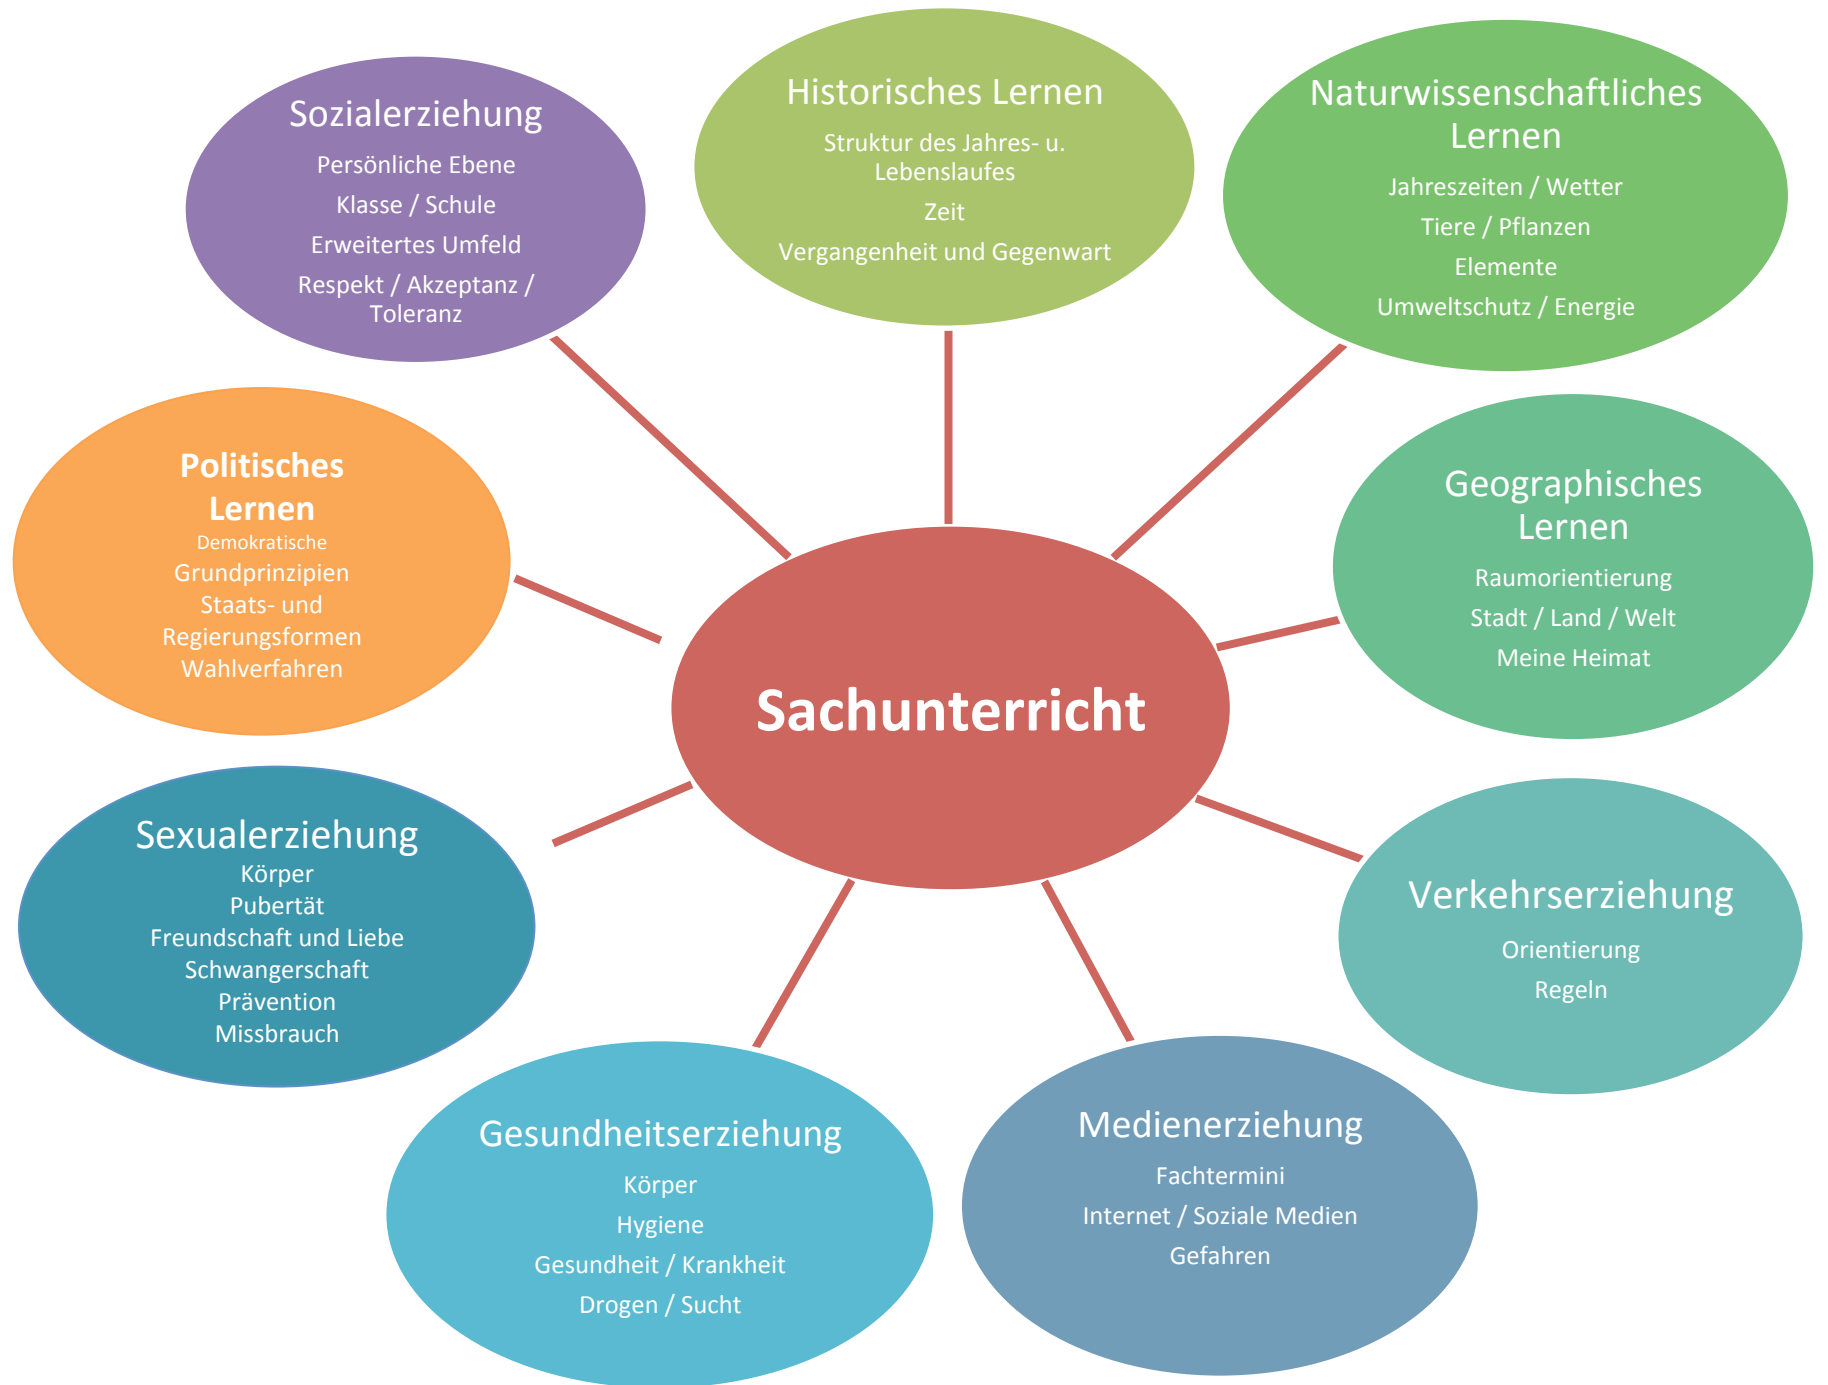 Sozialerziehung
Persönliche Ebene
Klasse / Schule
Erweitertes Umfeld
Respekt / Akzeptanz /
Toleranz
Historisches Lernen
Struktur des Jahres- u.
Lebenslaufes
Zeit
Vergangenheit und Gegenwart
Naturwissenschaftliches
Lernen
Jahreszeiten / Wetter
Tiere / Pflanzen
Elemente
Umweltschutz / Energie
Politisches
Lernen
Demokratische
Grundprinzipien
Staats- und
Regierungsformen
Wahlverfahren
Sachunterricht
Geographisches
Lernen
Raumorientierung
Stadt / Land / Welt
Meine Heimat
Sexualerziehung
Körper
Pubertät
Freundschaft und Liebe
Schwangerschaft
Prävention
Missbrauch
Verkehrserziehung
Orientierung
Regeln
Gesundheitserziehung
Körper
Hygiene
Gesundheit / Krankheit
Drogen / Sucht
Medienerziehung
Fachtermini
Internet / Soziale Medien
Gefahren